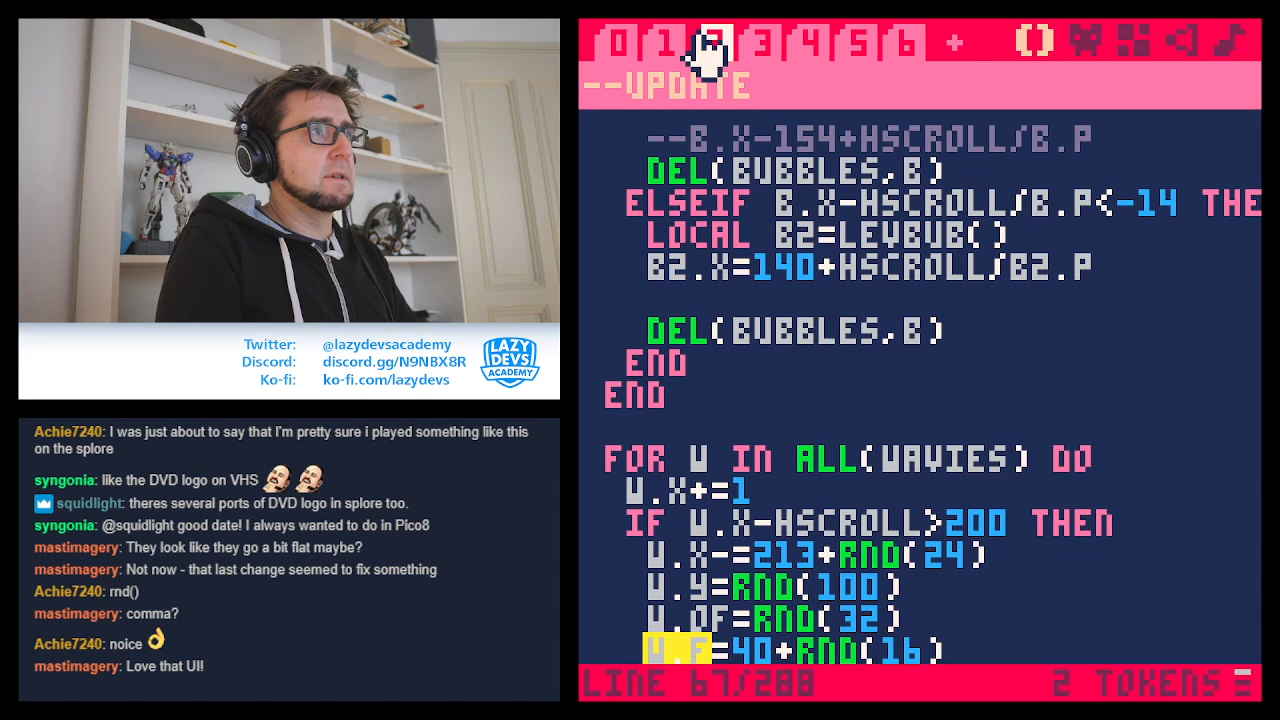 Twitter: @lazydevsacademy
Discord: discord.gg/N9NBX8R
Ko-fi: ko-fi.com/lazydevs
LAZY
DEVS
ACADEMY
Achie7240: I was just about to say that I'm pretty sure i played something like this
on the splore
syngonia: like the DVD logo on VHS
squidlight: theres several ports of DVD logo in splore too.
syngonia: @squidlight good date! I always wanted to do in Pico8
mastimagery: They look like they go a bit flat maybe?
mastimagery: Not now - that last change seemed to fix something
Achie7240: rnd()
mastimagery: comma?
Achie7240: noice
mastimagery: Love that UI!
0 1 2 3 4 5 6 + ()
--UPDATE
--B.X-154+HSCROLL/B.P
DEL(BUBBLES,B)
ELSEIF B.X-HSCROLL/B.P<-14 THE
LOCAL B2=LEVBUB()
B2.X=140+HSCROLL/B2.P
DEL(BUBBLES,B)
END
END
FOR W IN ALL(WAVIES) DO
W.X+=1
IF W.X-HSCROLL>200 THEN
W.X-=213+RND(24)
W.Y=RND(100)
W.OF=RND(32)
W.F=40+RND(16)
LINE 67/288
2 TOKENS